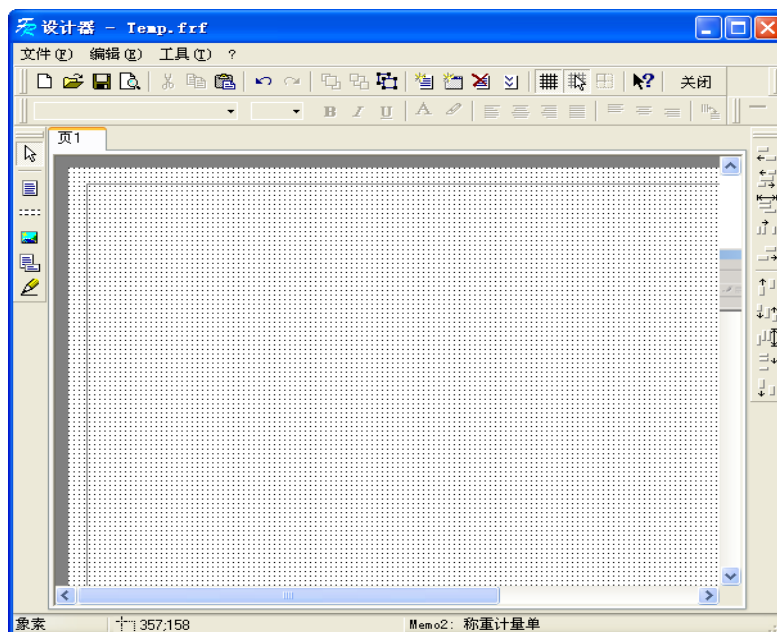 设计器 - Temp.frf
文件(F) 编辑(E) 工具(T) ?
关闭
B I U A
页1
象素 357;158 Memo2: 称重计量单